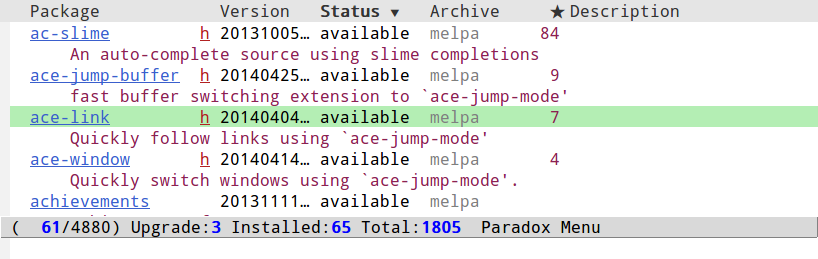 Package Version Status ▼ Archive ★ Description
ac-slime h 20131005… available melpa 84
An auto-complete source using slime completions
ace-jump-buffer h 20140425… available melpa 9
fast buffer switching extension to `ace-jump-mode'
ace-link h 20140404… available melpa 7
Quickly follow links using `ace-jump-mode'
ace-window h 20140414… available melpa 4
Quickly switch windows using `ace-jump-mode'.
achievements 20131111… available melpa
( 61/4880) Upgrade:3 Installed:65 Total:1805 Paradox Menu